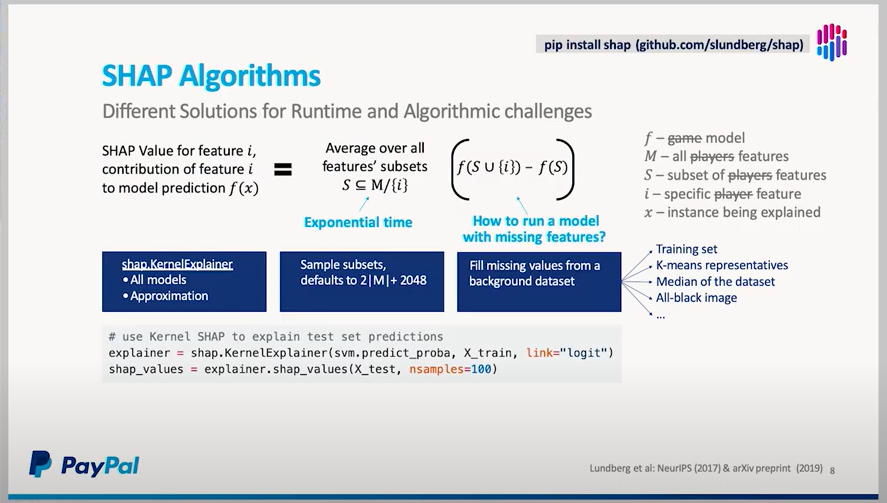 pip install shap (github.com/slundberg/shap)
SHAP Algorithms
Different Solutions for Runtime and Algorithmic challenges
SHAP Value for feature i,
contribution of feature i
to model prediction f(x)
=
Average over all
features' subsets
S ⊆ M/{i}
(f(S ∪ {i}) − f(S))
f – game model
M – all players features
S – subset of players features
i – specific player feature
x – instance being explained
Exponential time
How to run a model
with missing features?
shap.KernelExplainer
• All models
• Approximation
Sample subsets,
defaults to 2|M|+ 2048
Fill missing values from a
background dataset
Training set
K-means representatives
Median of the dataset
All-black image
...
# use Kernel SHAP to explain test set predictions
explainer = shap.KernelExplainer(svm.predict_proba, X_train, link="logit")
shap_values = explainer.shap_values(X_test, nsamples=100)
PayPal
Lundberg et al: NeurIPS (2017) & arXiv preprint (2019) 8